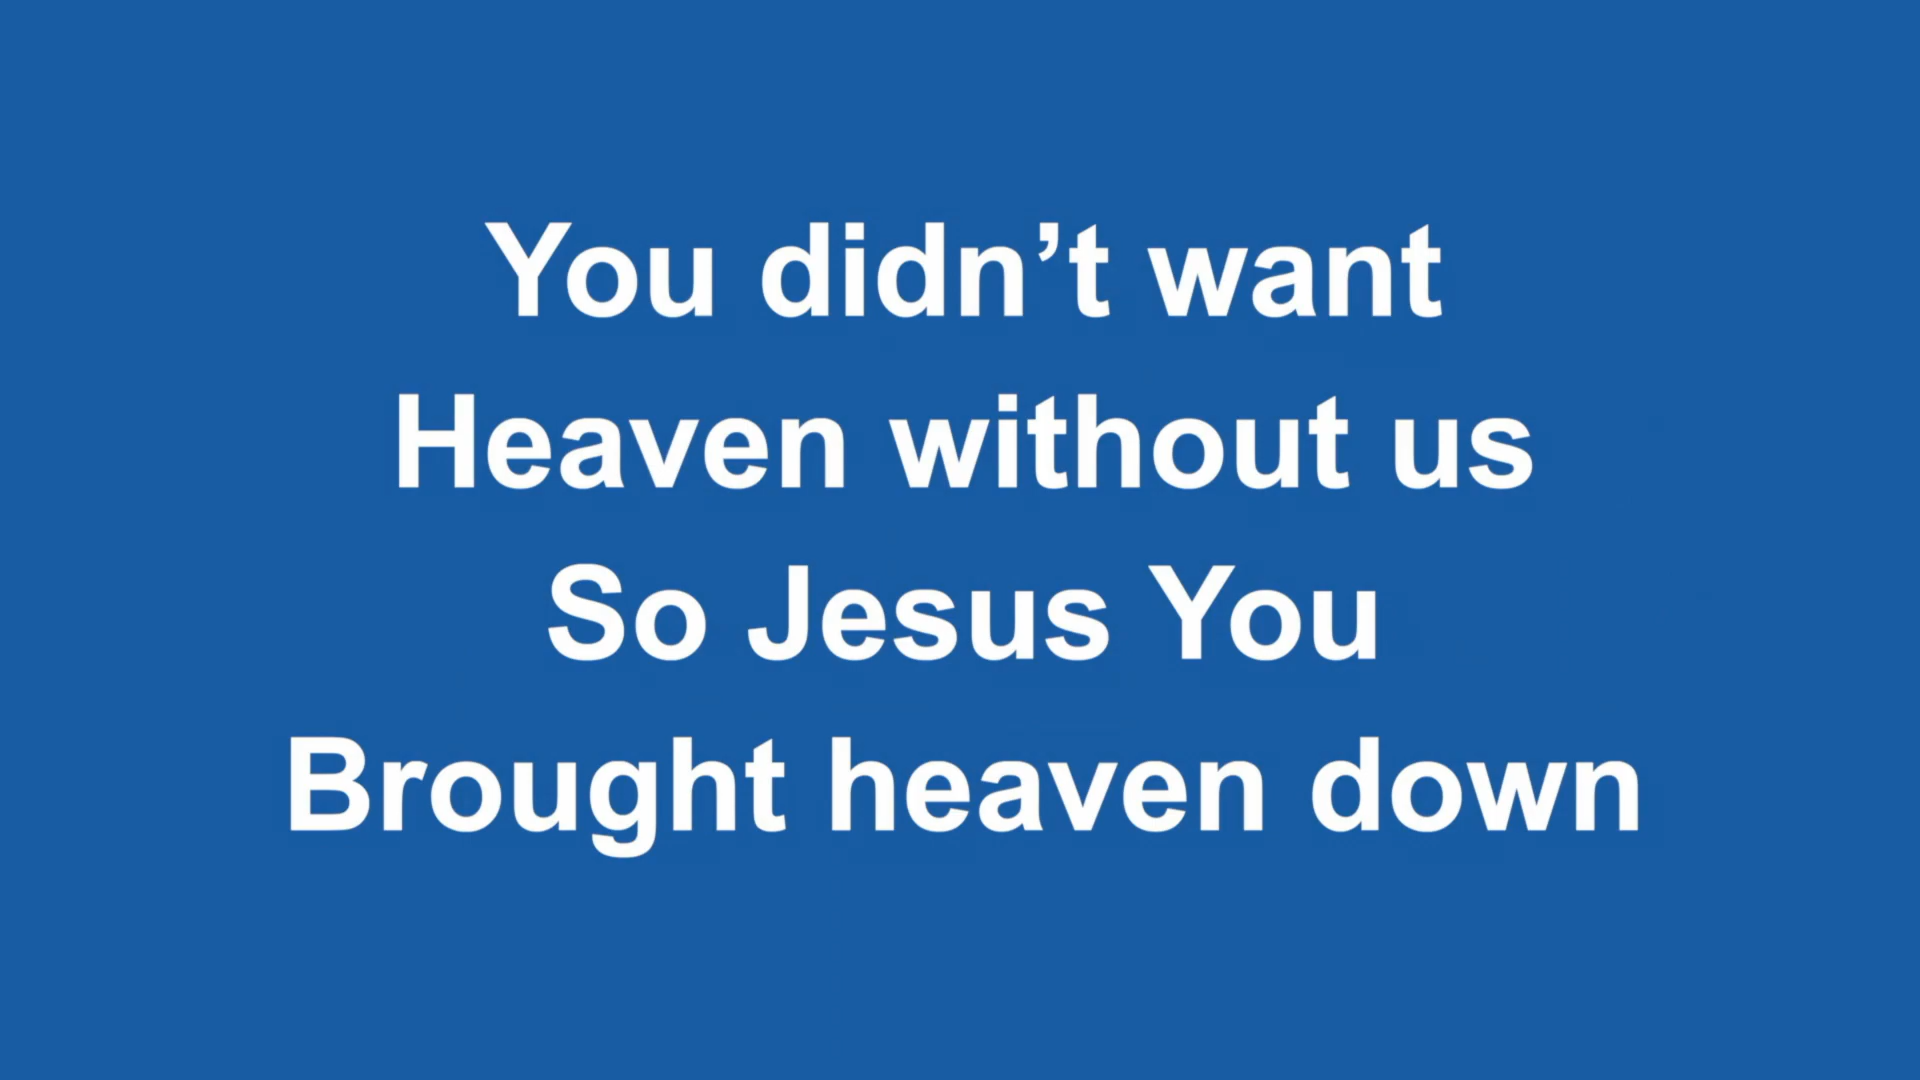 You didn’t want
Heaven without us
So Jesus You
Brought heaven down